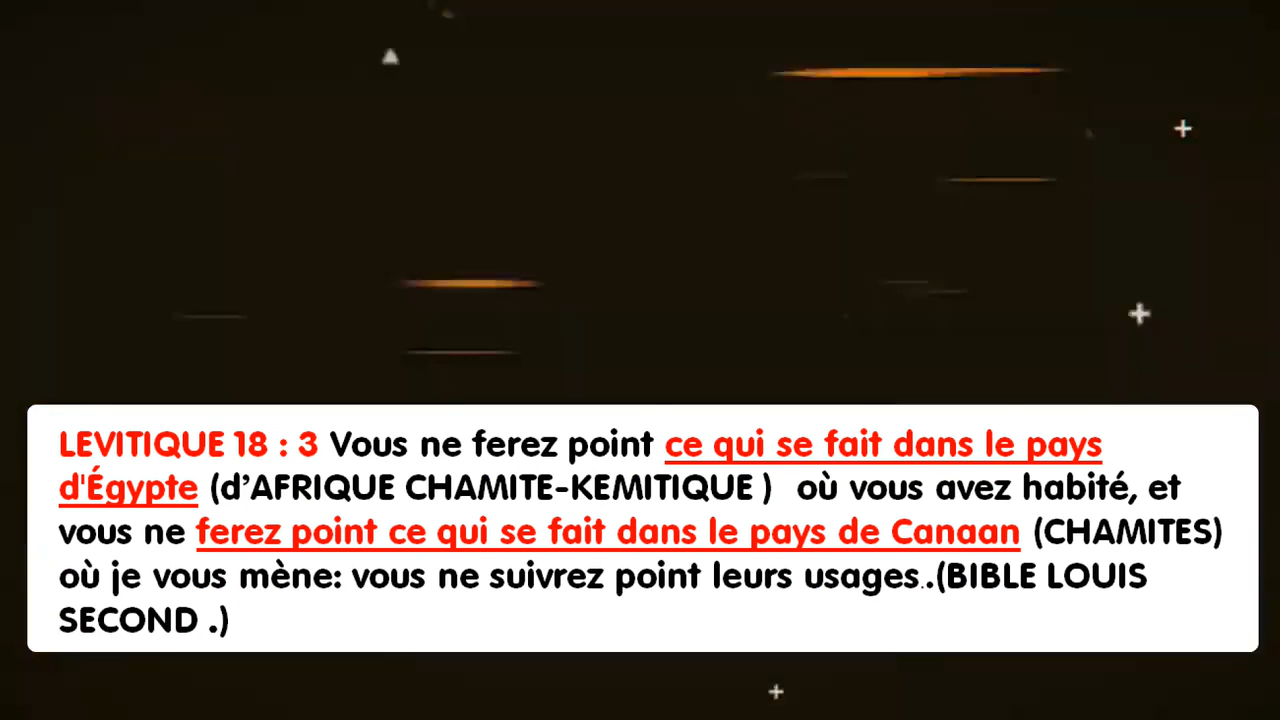 LEVITIQUE 18 : 3 Vous ne ferez point ce qui se fait dans le pays
d'Égypte (d’AFRIQUE CHAMITE-KEMITIQUE ) où vous avez habité, et
vous ne ferez point ce qui se fait dans le pays de Canaan (CHAMITES)
où je vous mène: vous ne suivrez point leurs usages..(BIBLE LOUIS
SECOND .)